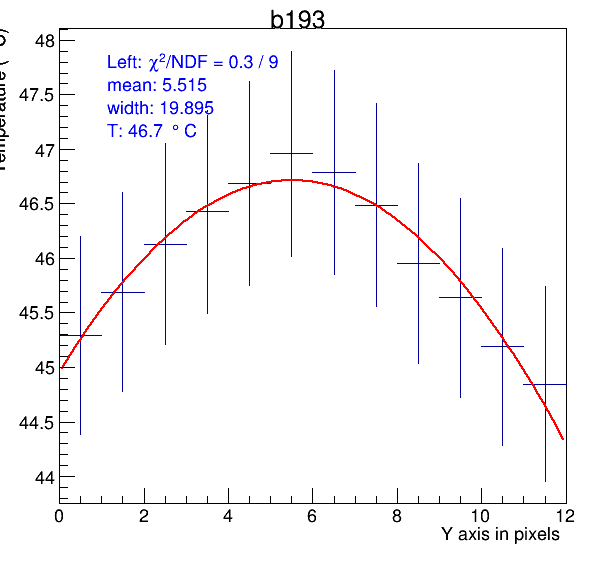 b193
Temperature (°C)
Left: χ²/NDF = 0.3 / 9
mean: 5.515
width: 19.895
T: 46.7 ° C
48
47.5
47
46.5
46
45.5
45
44.5
44
0 2 4 6 8 10 12
Y axis in pixels